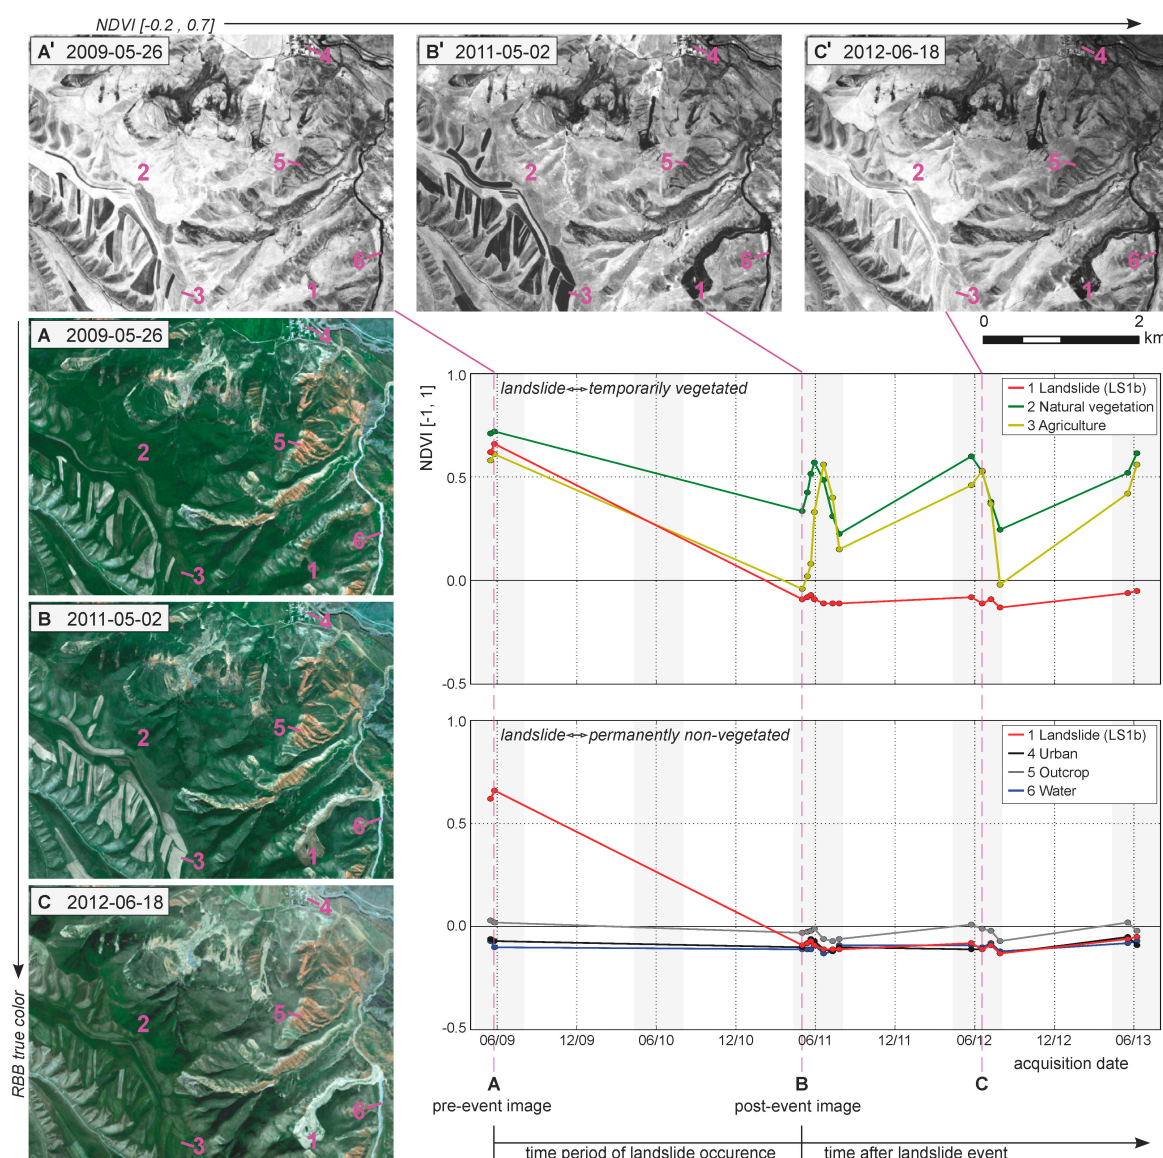 NDVI [-0.2 , 0.7]
A' 2009-05-26
B' 2011-05-02
C' 2012-06-18
4
5
2
6
3
1
4
5
2
6
3
1
4
5
2
6
3
1
0 2
km
A 2009-05-26
4
5
2
6
3
1
B 2011-05-02
4
5
2
6
3
1
C 2012-06-18
4
5
2
6
3
1
RBB true color
NDVI [-1, 1]
1.0
0.5
0.0
-0.5
landslide⇔temporarily vegetated
1 Landslide (LS1b)
2 Natural vegetation
3 Agriculture
1.0
0.5
0.0
-0.5
landslide⇔permanently non-vegetated
1 Landslide (LS1b)
4 Urban
5 Outcrop
6 Water
06/09 12/09 06/10 12/10 06/11 12/11 06/12 12/12 06/13
acquisition date
A B C
pre-event image post-event image
time period of landslide occurence time after landslide event